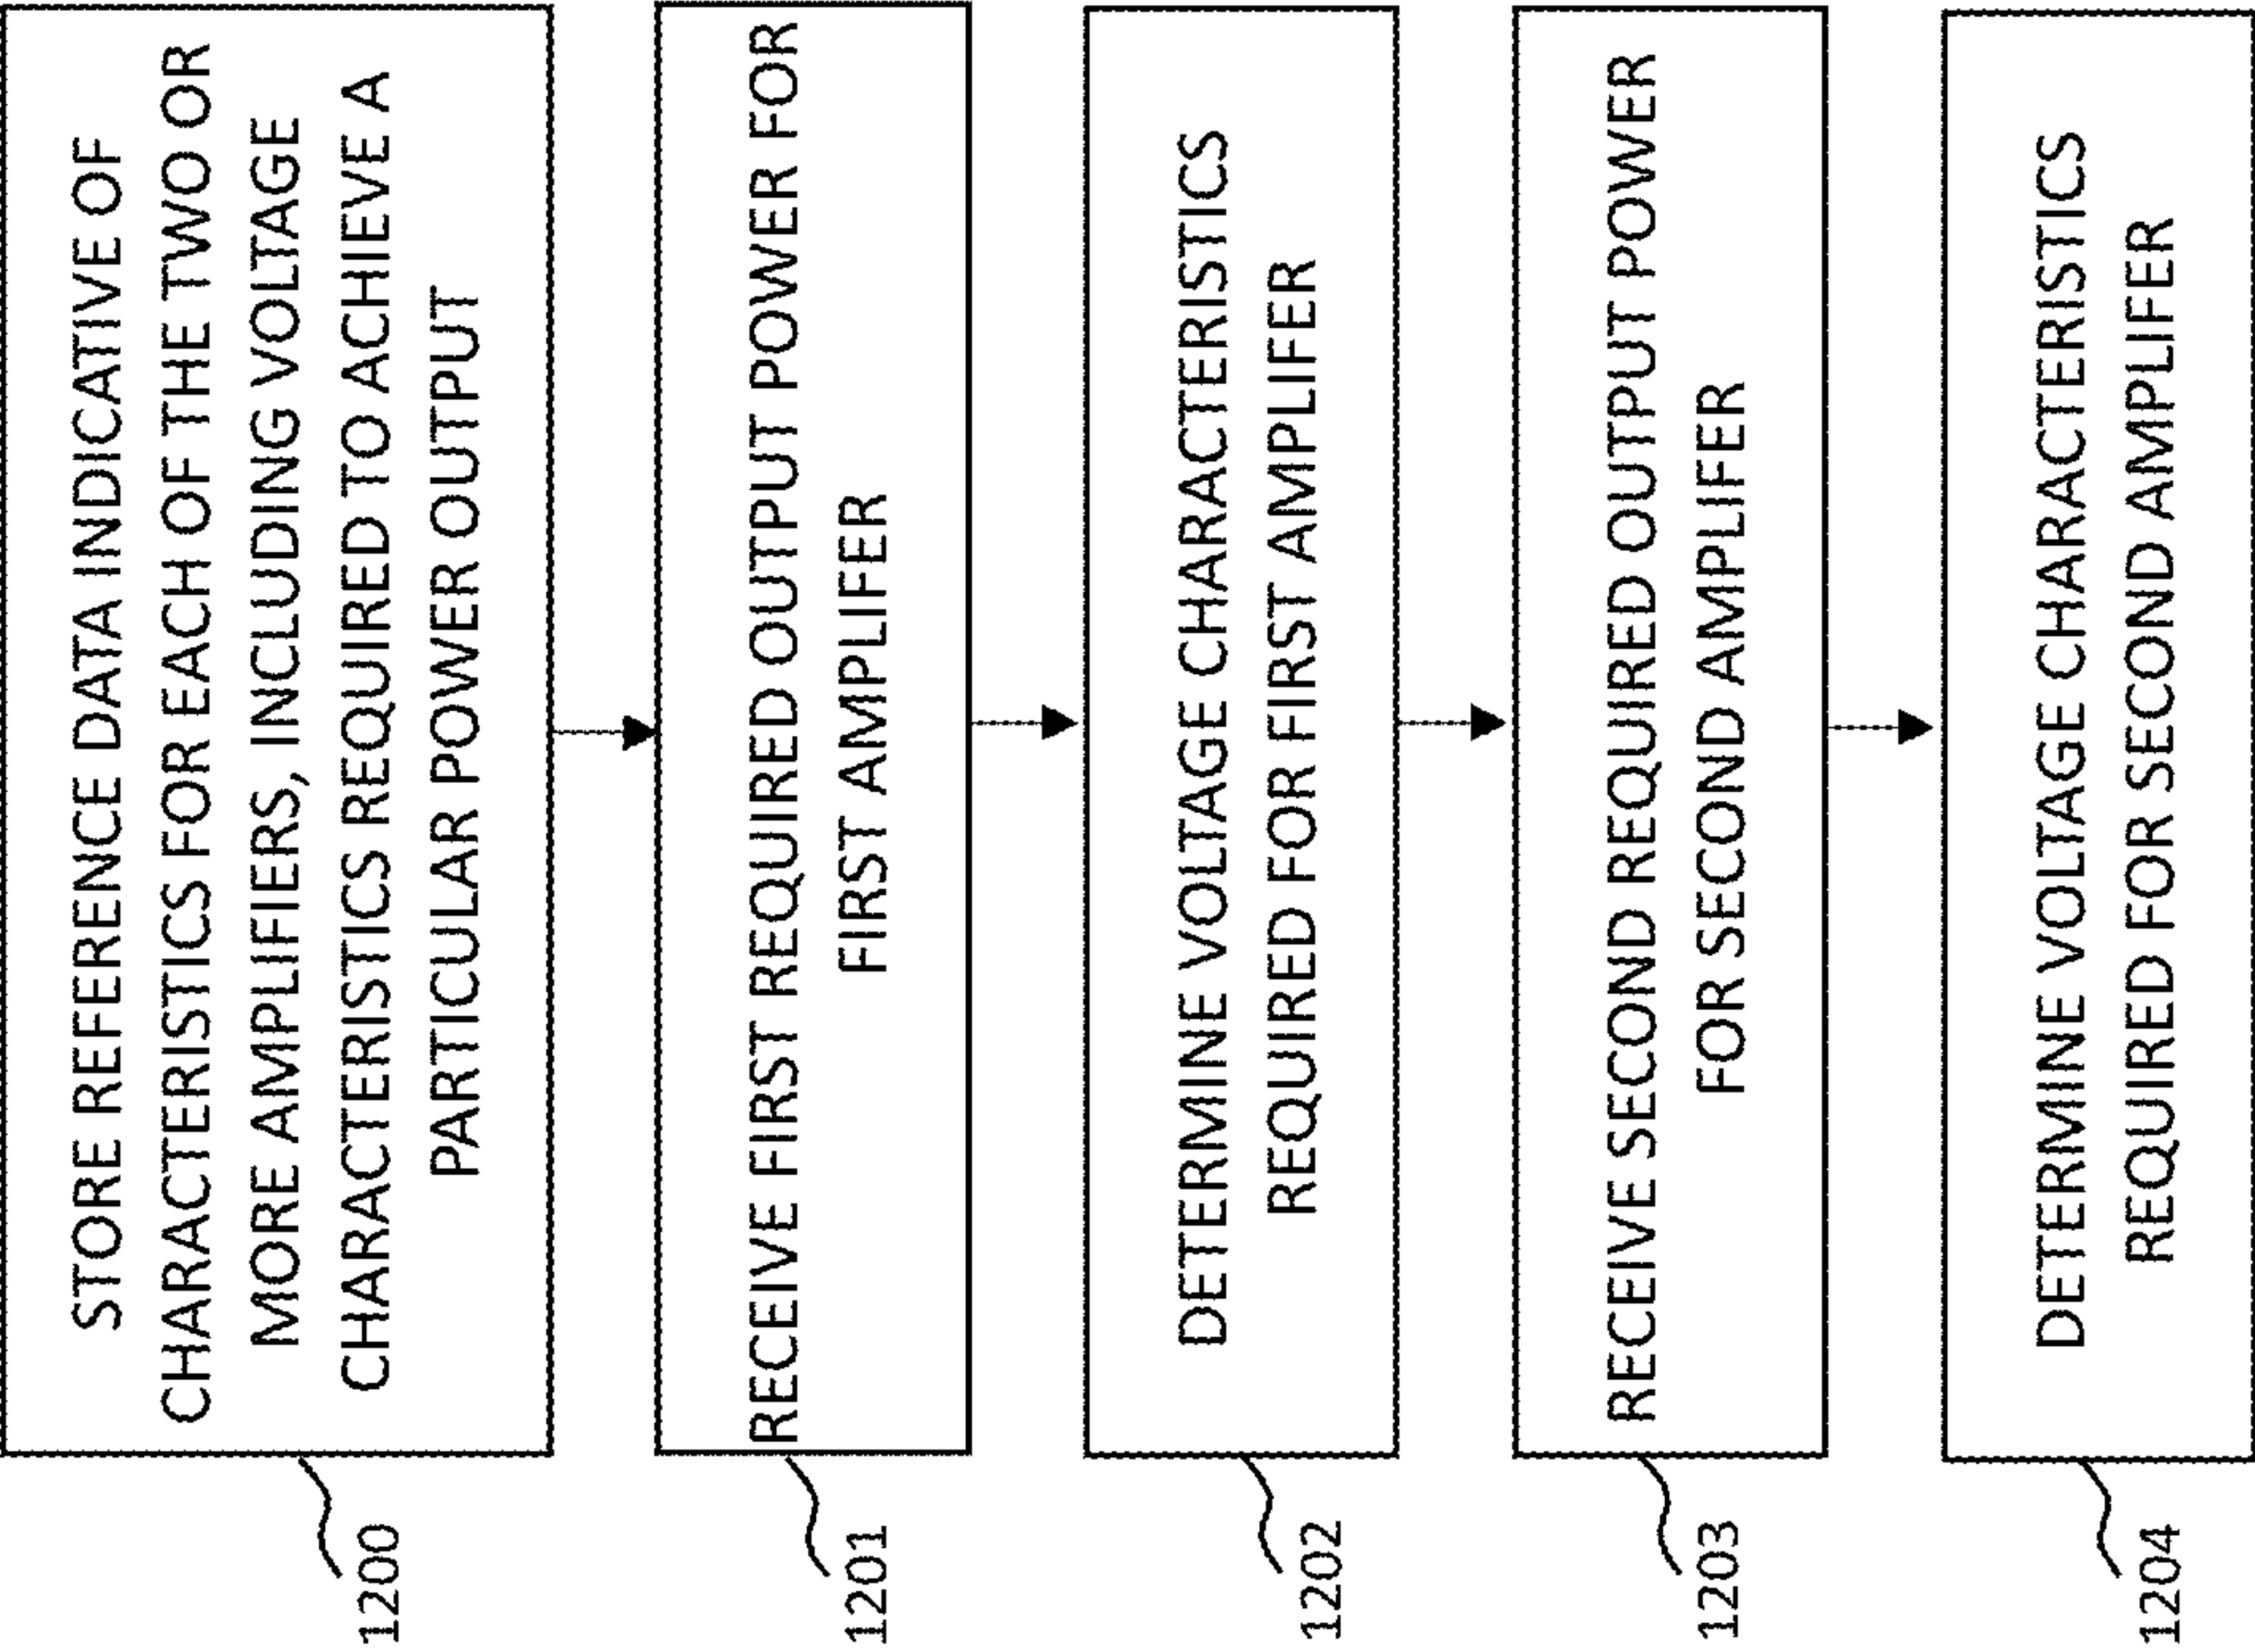 STORE REFERENCE DATA INDICATIVE OF
CHARACTERISTICS FOR EACH OF THE TWO OR
MORE AMPLIFIERS, INCLUDING VOLTAGE
CHARACTERISTICS REQUIRED TO ACHIEVE A
PARTICULAR POWER OUTPUT
1200
RECEIVE FIRST REQUIRED OUTPUT POWER FOR
FIRST AMPLIFER
1201
DETERMINE VOLTAGE CHARACTERISTICS
REQUIRED FOR FIRST AMPLIFER
1202
RECEIVE SECOND REQUIRED OUTPUT POWER
FOR SECOND AMPLIFER
1203
DETERMINE VOLTAGE CHARACTERISTICS
REQUIRED FOR SECOND AMPLIFER
1204